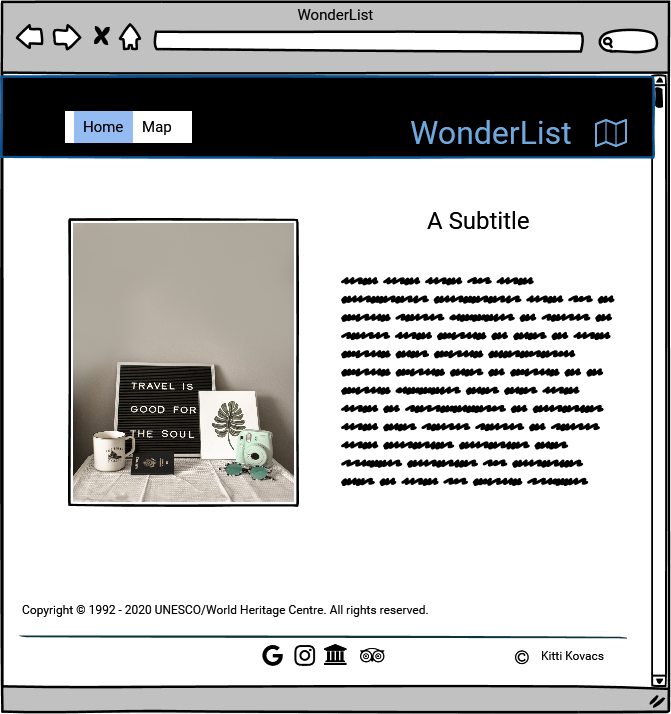 WonderList
Home Map
WonderList
A Subtitle
TRAVEL IS
GOOD FOR
THE SOUL
Copyright © 1992 - 2020 UNESCO/World Heritage Centre. All rights reserved.
© Kitti Kovacs